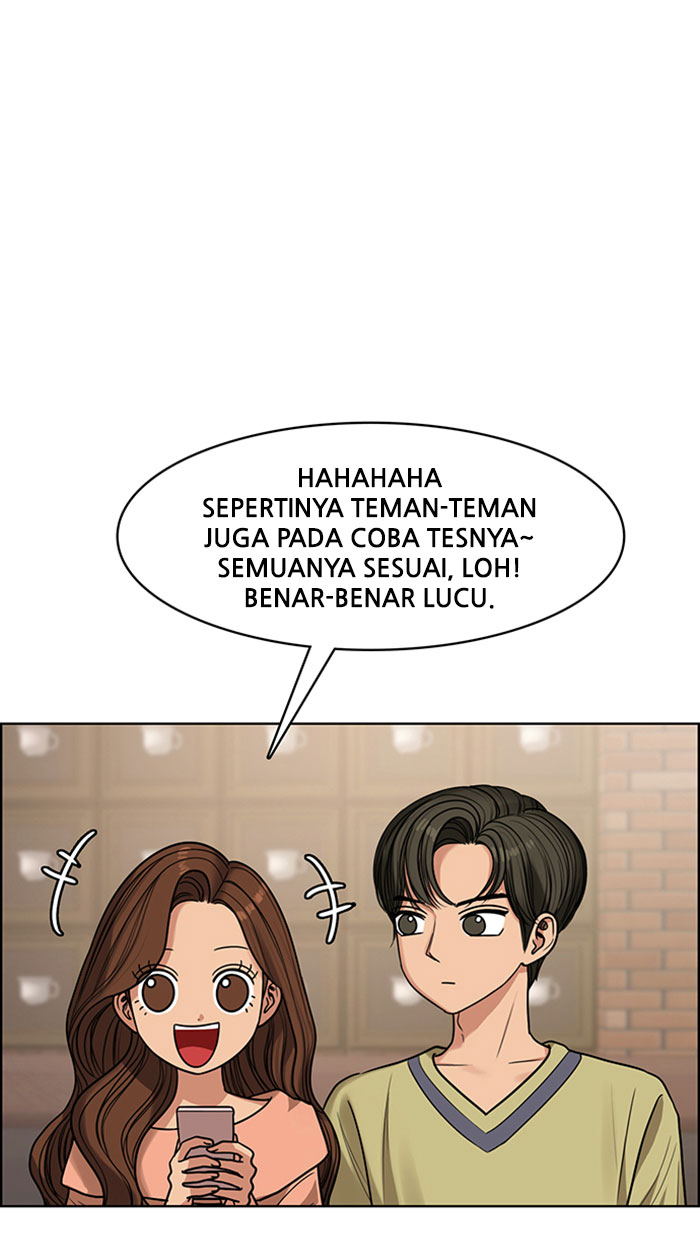 HAHAHAHA
SEPERTINYA TEMAN-TEMAN
JUGA PADA COBA TESNYA~
SEMUANYA SESUAI, LOH!
BENAR-BENAR LUCU.